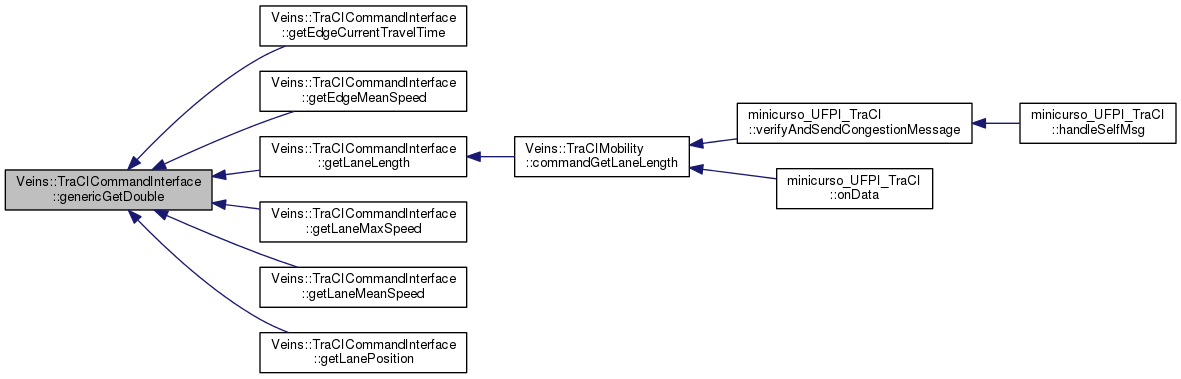 Veins::TraCICommandInterface
::getEdgeCurrentTravelTime
Veins::TraCICommandInterface
::getEdgeMeanSpeed
Veins::TraCICommandInterface
::getLaneLength
Veins::TraCICommandInterface
::genericGetDouble
Veins::TraCICommandInterface
::getLaneMaxSpeed
Veins::TraCICommandInterface
::getLaneMeanSpeed
Veins::TraCICommandInterface
::getLanePosition
Veins::TraCIMobility
::commandGetLaneLength
minicurso_UFPI_TraCI
::verifyAndSendCongestionMessage
minicurso_UFPI_TraCI
::onData
minicurso_UFPI_TraCI
::handleSelfMsg